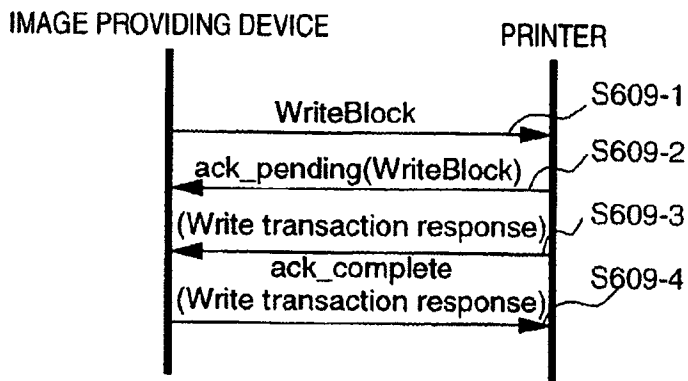 IMAGE PROVIDING DEVICE
PRINTER
WriteBlock
S609-1
ack_pending(WriteBlock)
S609-2
(Write transaction response)
S609-3
ack_complete
(Write transaction response)
S609-4